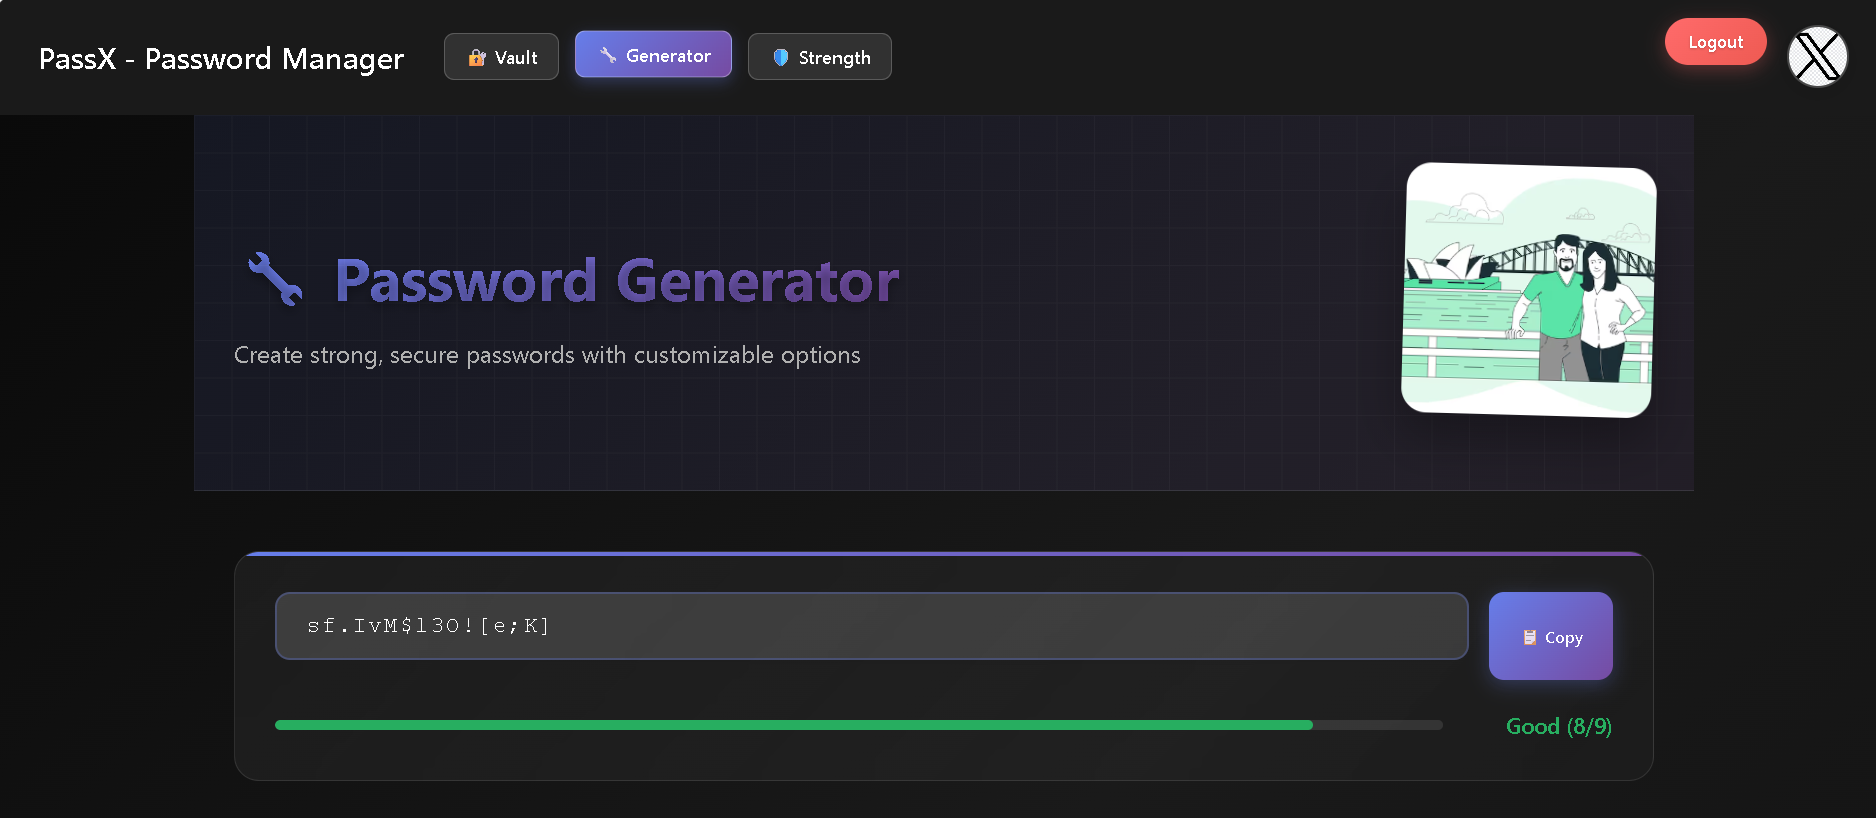 PassX - Password Manager
Vault
Generator
Strength
Logout
Password Generator
Create strong, secure passwords with customizable options
sf.IvM$l3O![e;K]
Copy
Good (8/9)